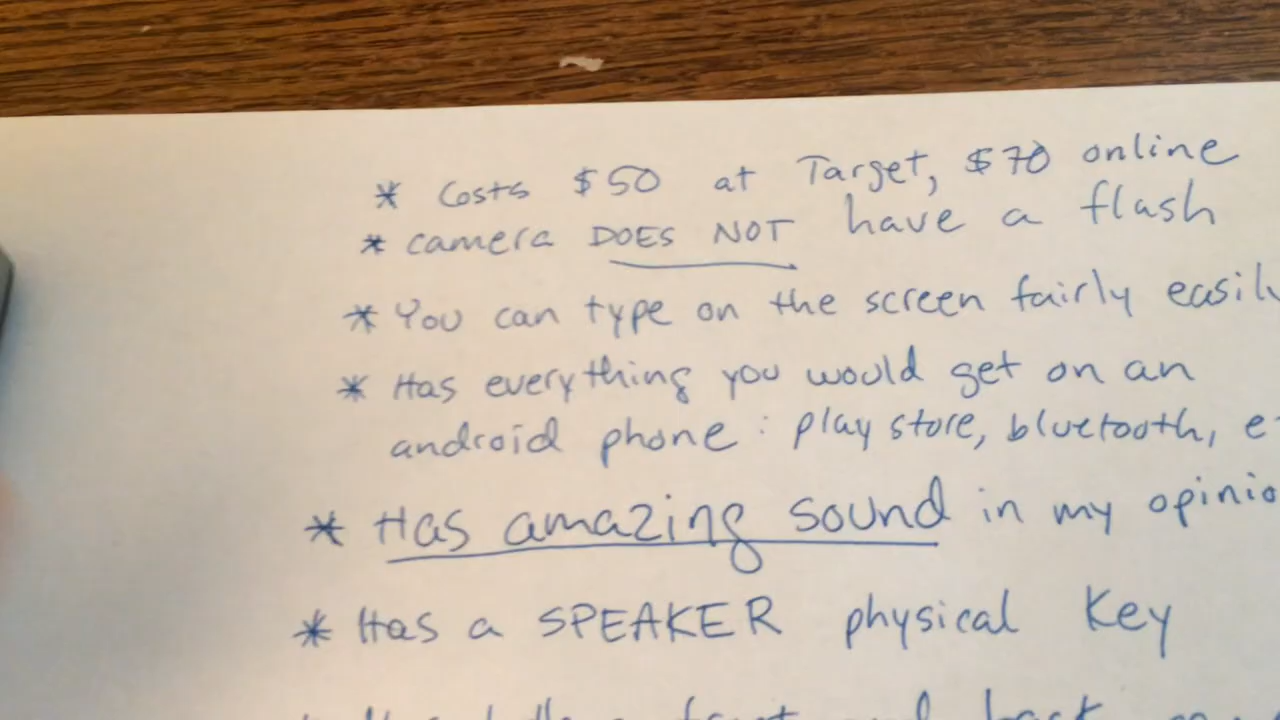 * Costs $50 at Target, $70 online
* camera DOES NOT have a flash
* You can type on the screen fairly easily
* Has everything you would get on an
android phone: play store, bluetooth,
* Has amazing sound in my
* Has a SPEAKER physical Key